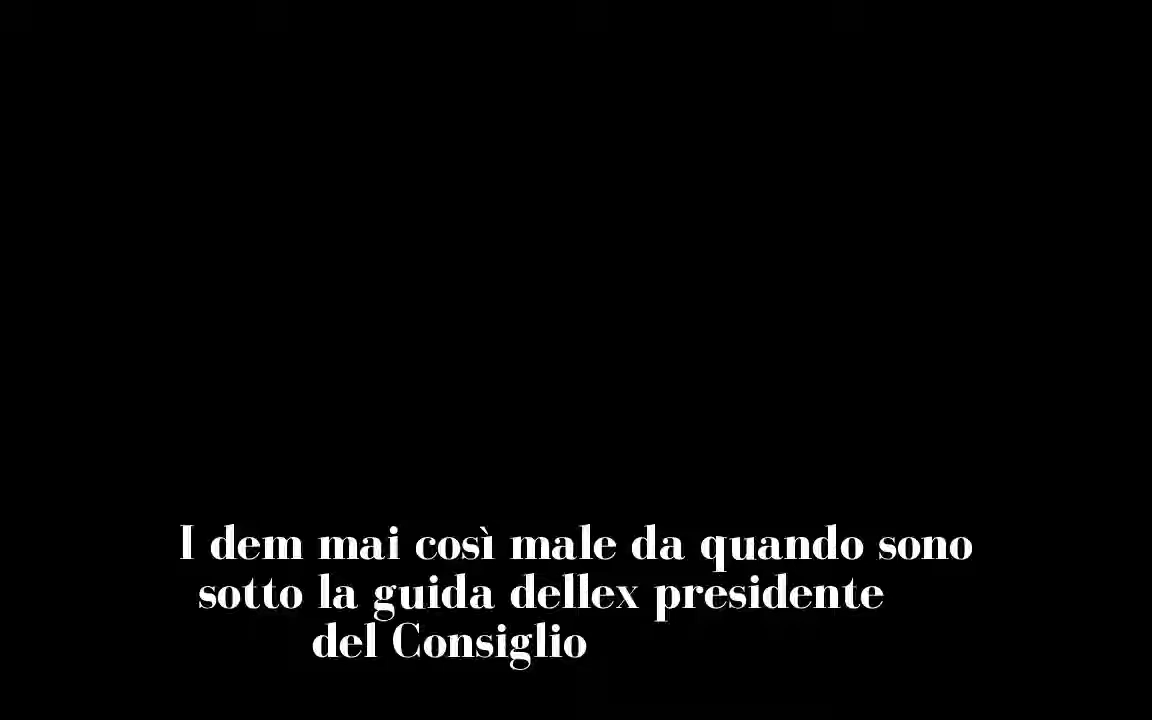 I dem mai così male da quando sono
sotto la guida dellex presidente
del Consiglio